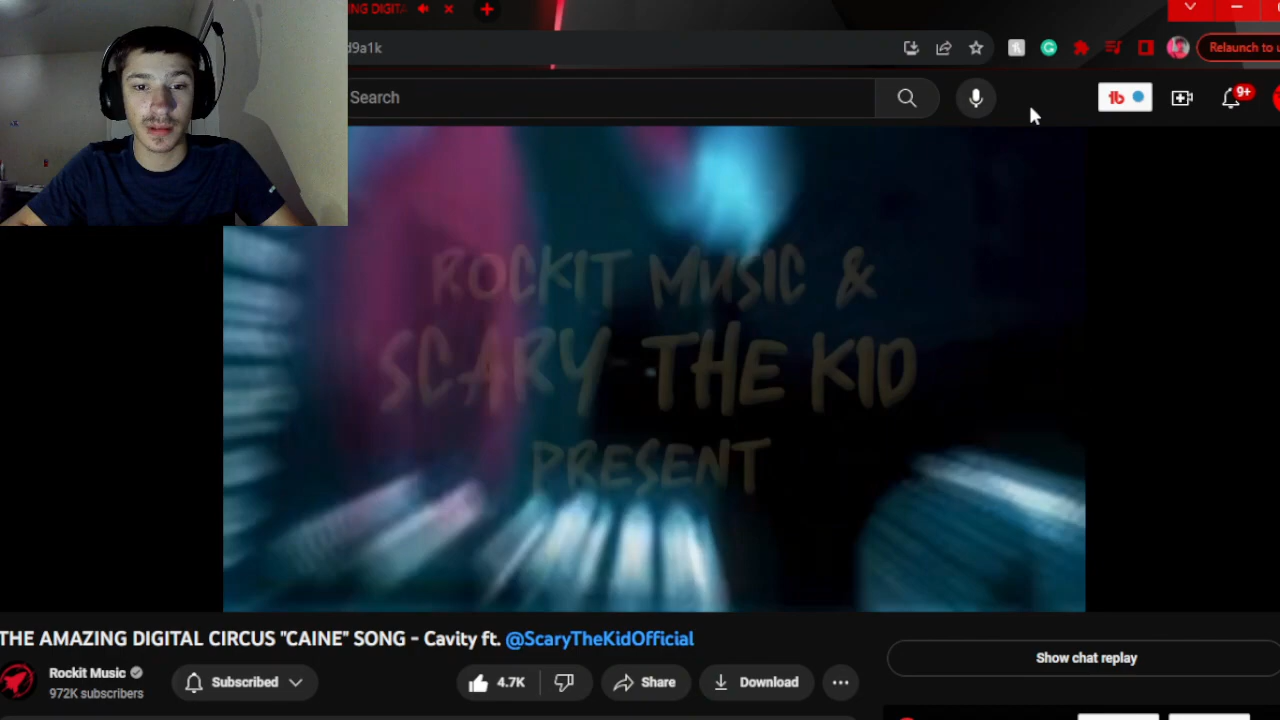 NG DIGITA
d9a1k
Relaunch to u
Search
9+
ROCKIT MUSIC &
SCARY THE KID
PRESENT
THE AMAZING DIGITAL CIRCUS "CAINE" SONG - Cavity ft. @ScaryTheKidOfficial
Rockit Music
972K subscribers
Subscribed
4.7K
Share
Download
Show chat replay